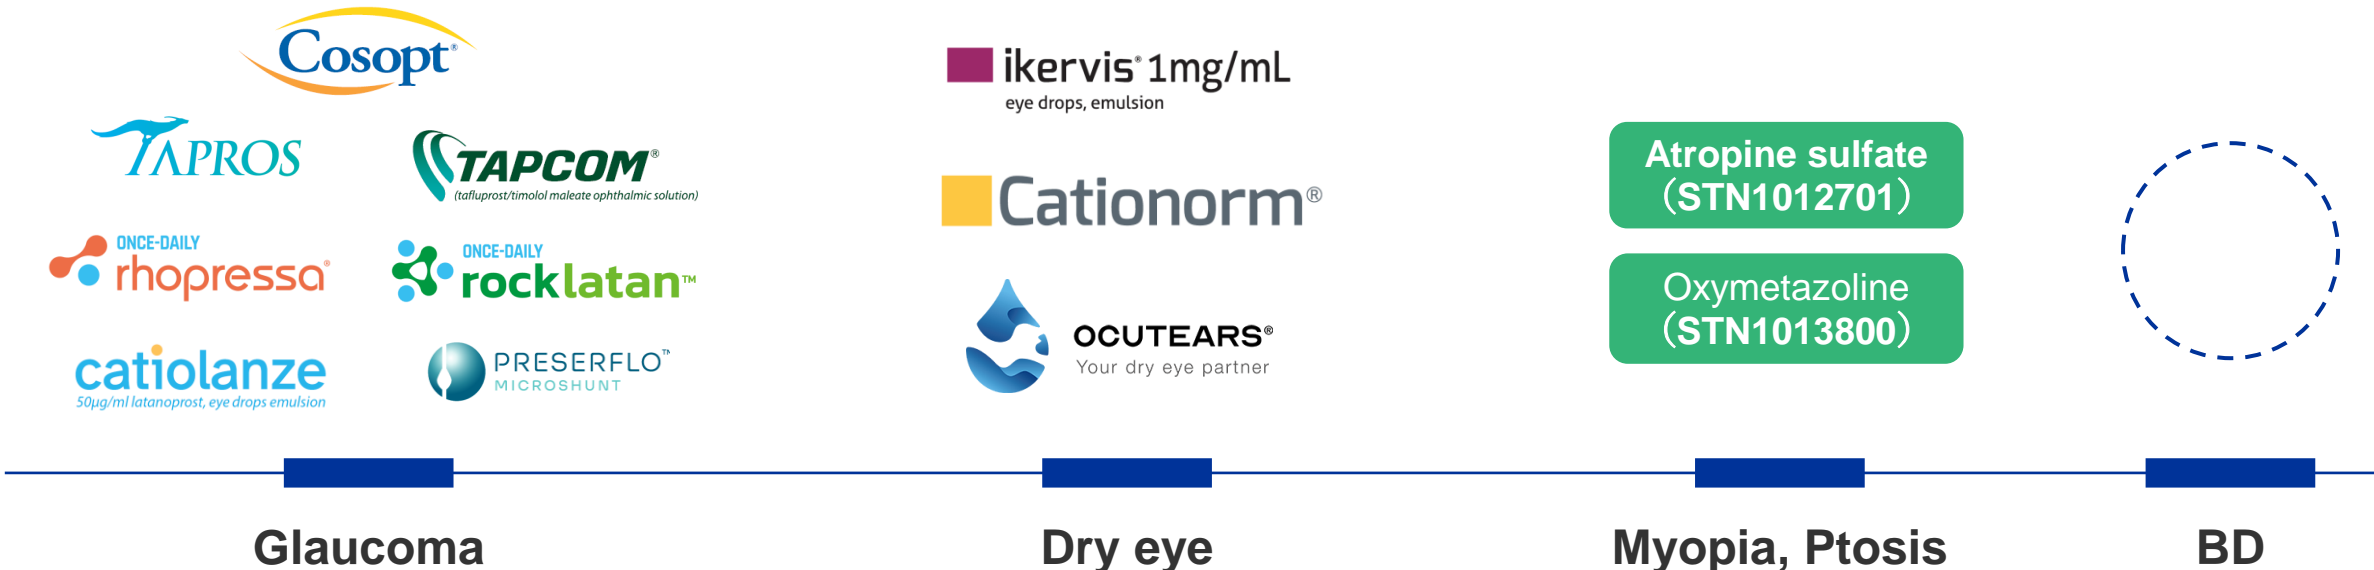 Cosopt®
TAPROS
TAPCOM®
(tafluprost/timolol maleate ophthalmic solution)
ONCE-DAILY
rhopressa®
ONCE-DAILY
rocklatan™
catiolanze
50µg/ml latanoprost, eye drops emulsion
PRESERFLO™
MICROSHUNT
Glaucoma
ikervis® 1mg/mL
eye drops, emulsion
Cationorm®
OCUTEARS®
Your dry eye partner
Dry eye
Atropine sulfate
（STN1012701）
Oxymetazoline
（STN1013800）
Myopia, Ptosis
BD